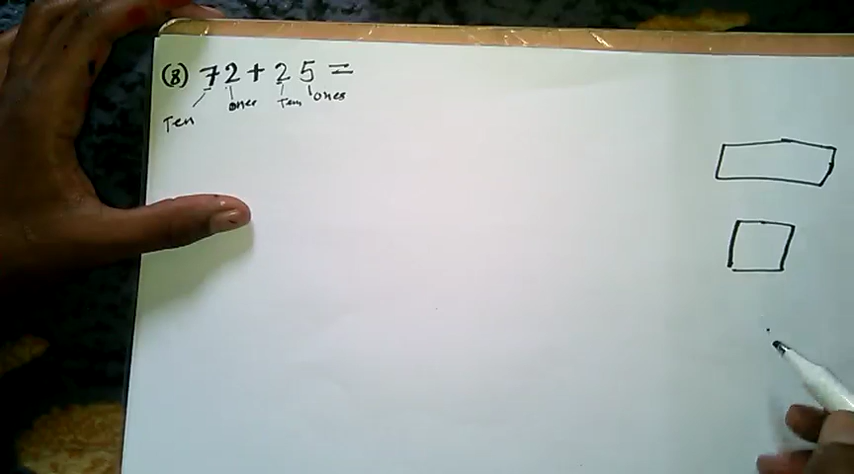 (8) 72+25=
ones Ten ones
Ten